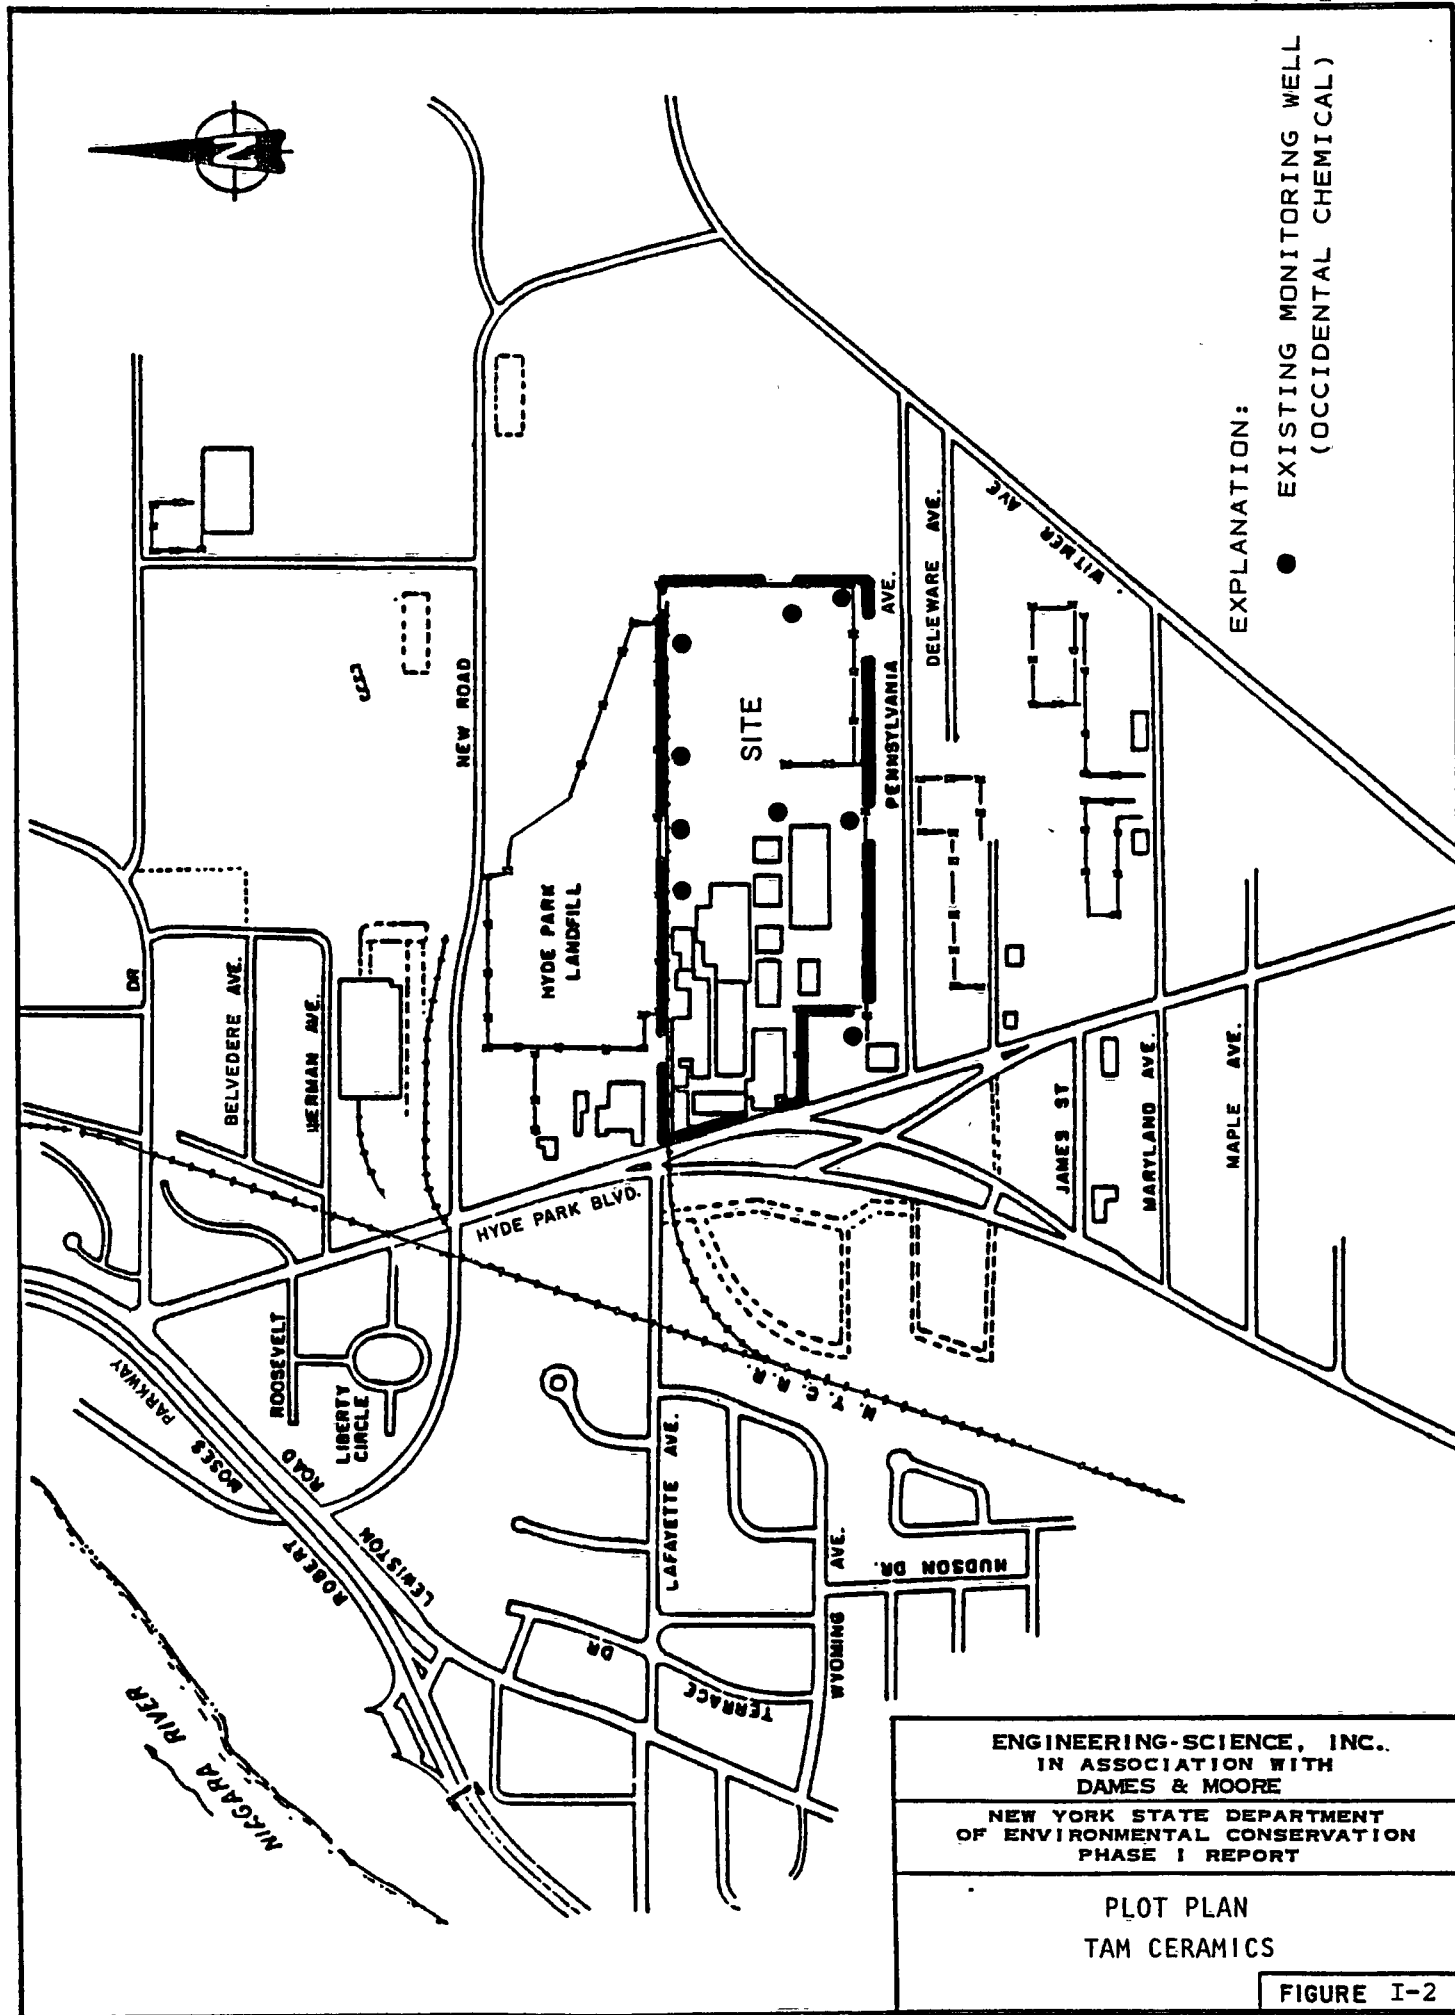 N
EXPLANATION:
● EXISTING MONITORING WELL
(OCCIDENTAL CHEMICAL)
NEW ROAD
SITE
PENNSYLVANIA
AVE.
DELEWARE AVE.
WITMER AVE
HYDE PARK
LANDFILL
DR
BELVEDERE AVE.
HERMAN AVE.
HYDE PARK BLVD.
JAMES ST
MARYLAND AVE.
MAPLE AVE.
ROOSEVELT
LIBERTY
CIRCLE
ROBERT MOSES PARKWAY
LEWISTON ROAD
N.Y.C. R.R.
LAFAYETTE AVE.
WYOMING AVE.
HUDSON DR.
TERRACE DR
NIAGARA RIVER
ENGINEERING-SCIENCE, INC.
IN ASSOCIATION WITH
DAMES & MOORE
NEW YORK STATE DEPARTMENT
OF ENVIRONMENTAL CONSERVATION
PHASE I REPORT
PLOT PLAN
TAM CERAMICS
FIGURE I-2